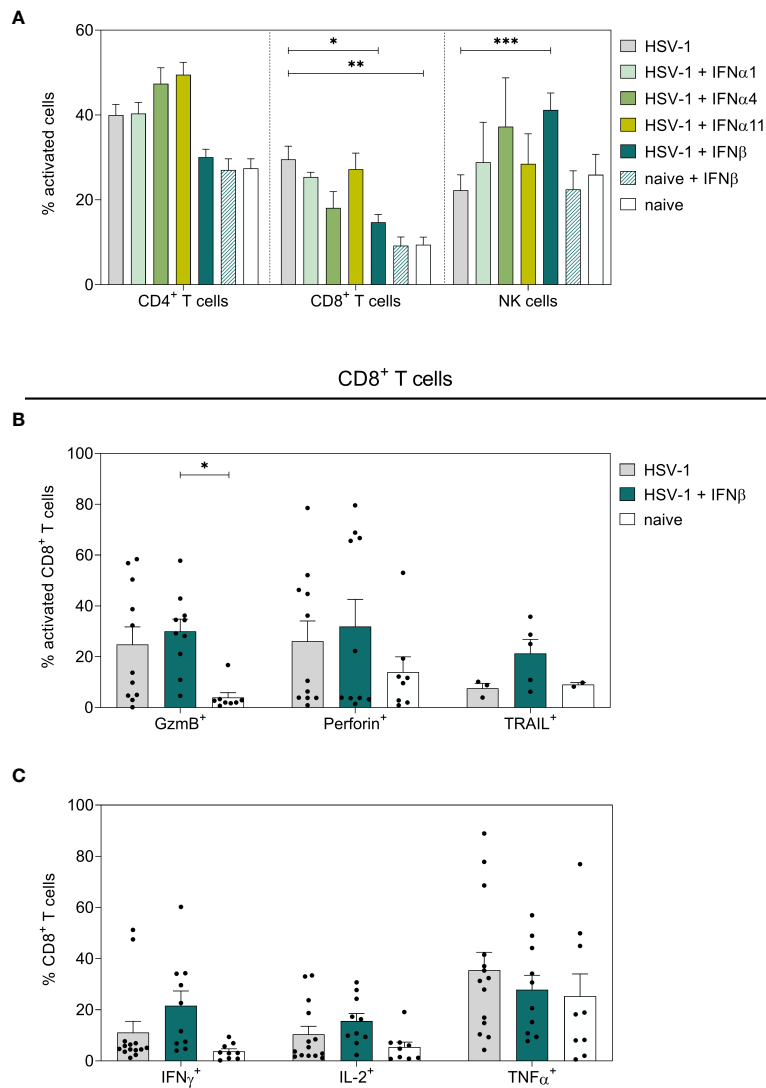 A
60
40
20
0
% activated cells
*
**
***
CD4⁺ T cells
CD8⁺ T cells
NK cells
HSV-1
HSV-1 + IFNα1
HSV-1 + IFNα4
HSV-1 + IFNα11
HSV-1 + IFNβ
naive + IFNβ
naive
CD8⁺ T cells
B
100
80
60
40
20
0
% activated CD8⁺ T cells
*
GzmB⁺
Perforin⁺
TRAIL⁺
HSV-1
HSV-1 + IFNβ
naive
C
100
80
60
40
20
0
% CD8⁺ T cells
IFNγ⁺
IL-2⁺
TNFα⁺